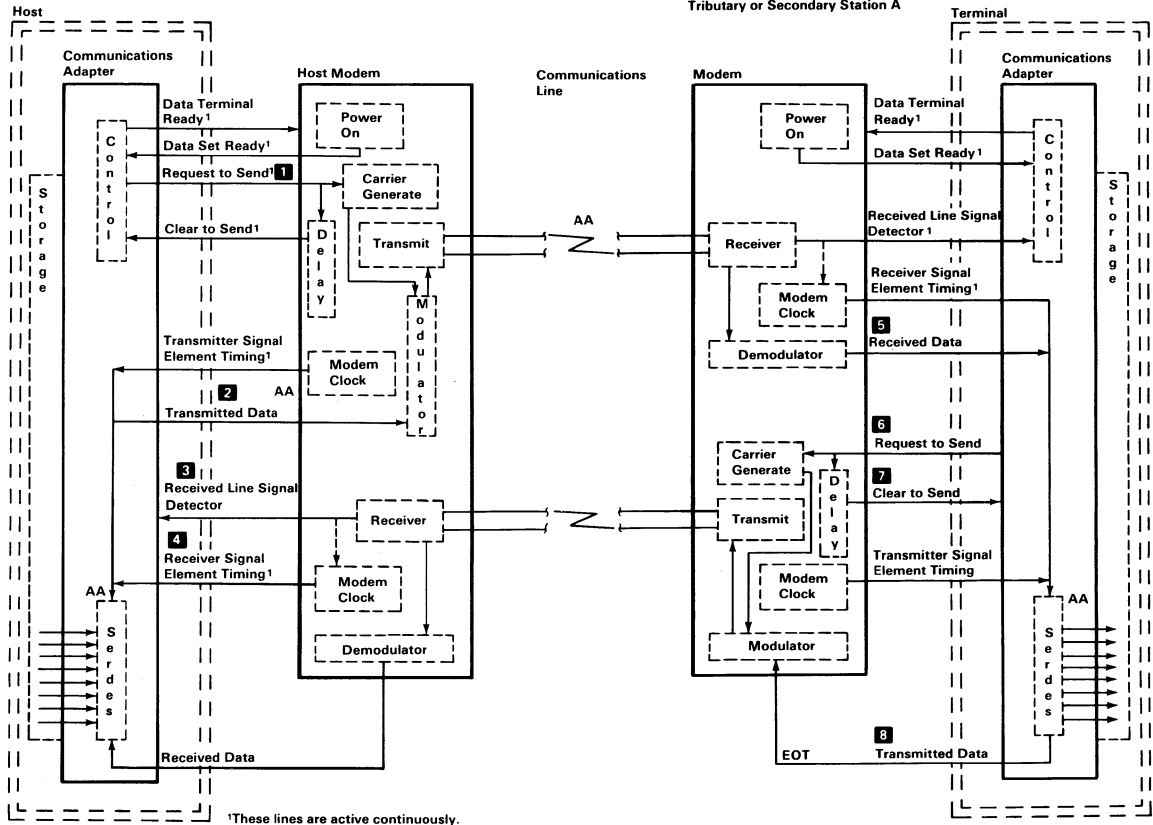 Tributary or Secondary Station A
Host
Terminal
Communications
Adapter
Host Modem
Communications
Line
Modem
Communications
Adapter
Control
Storage
Data Terminal
Ready¹
Data Set Ready¹
Request to Send¹ 1
Clear to Send¹
Power
On
Carrier
Generate
Delay
Transmit
Modulator
AA
Transmitter Signal
Element Timing¹
Modem
Clock
2 AA
Transmitted Data
3
Received Line Signal
Detector
Receiver
4
Receiver Signal
Element Timing¹
Modem
Clock
AA
Serdes
Demodulator
Received Data
Power
On
Data Terminal
Ready¹
Data Set Ready¹
Control
Storage
Receiver
Received Line Signal
Detector¹
Modem
Clock
Receiver Signal
Element Timing¹
5
Demodulator
Received Data
6
Carrier
Generate
Request to Send
7
Delay
Clear to Send
Transmit
Modem
Clock
Transmitter Signal
Element Timing
AA
Serdes
Modulator
8
EOT Transmitted Data
¹These lines are active continuously.